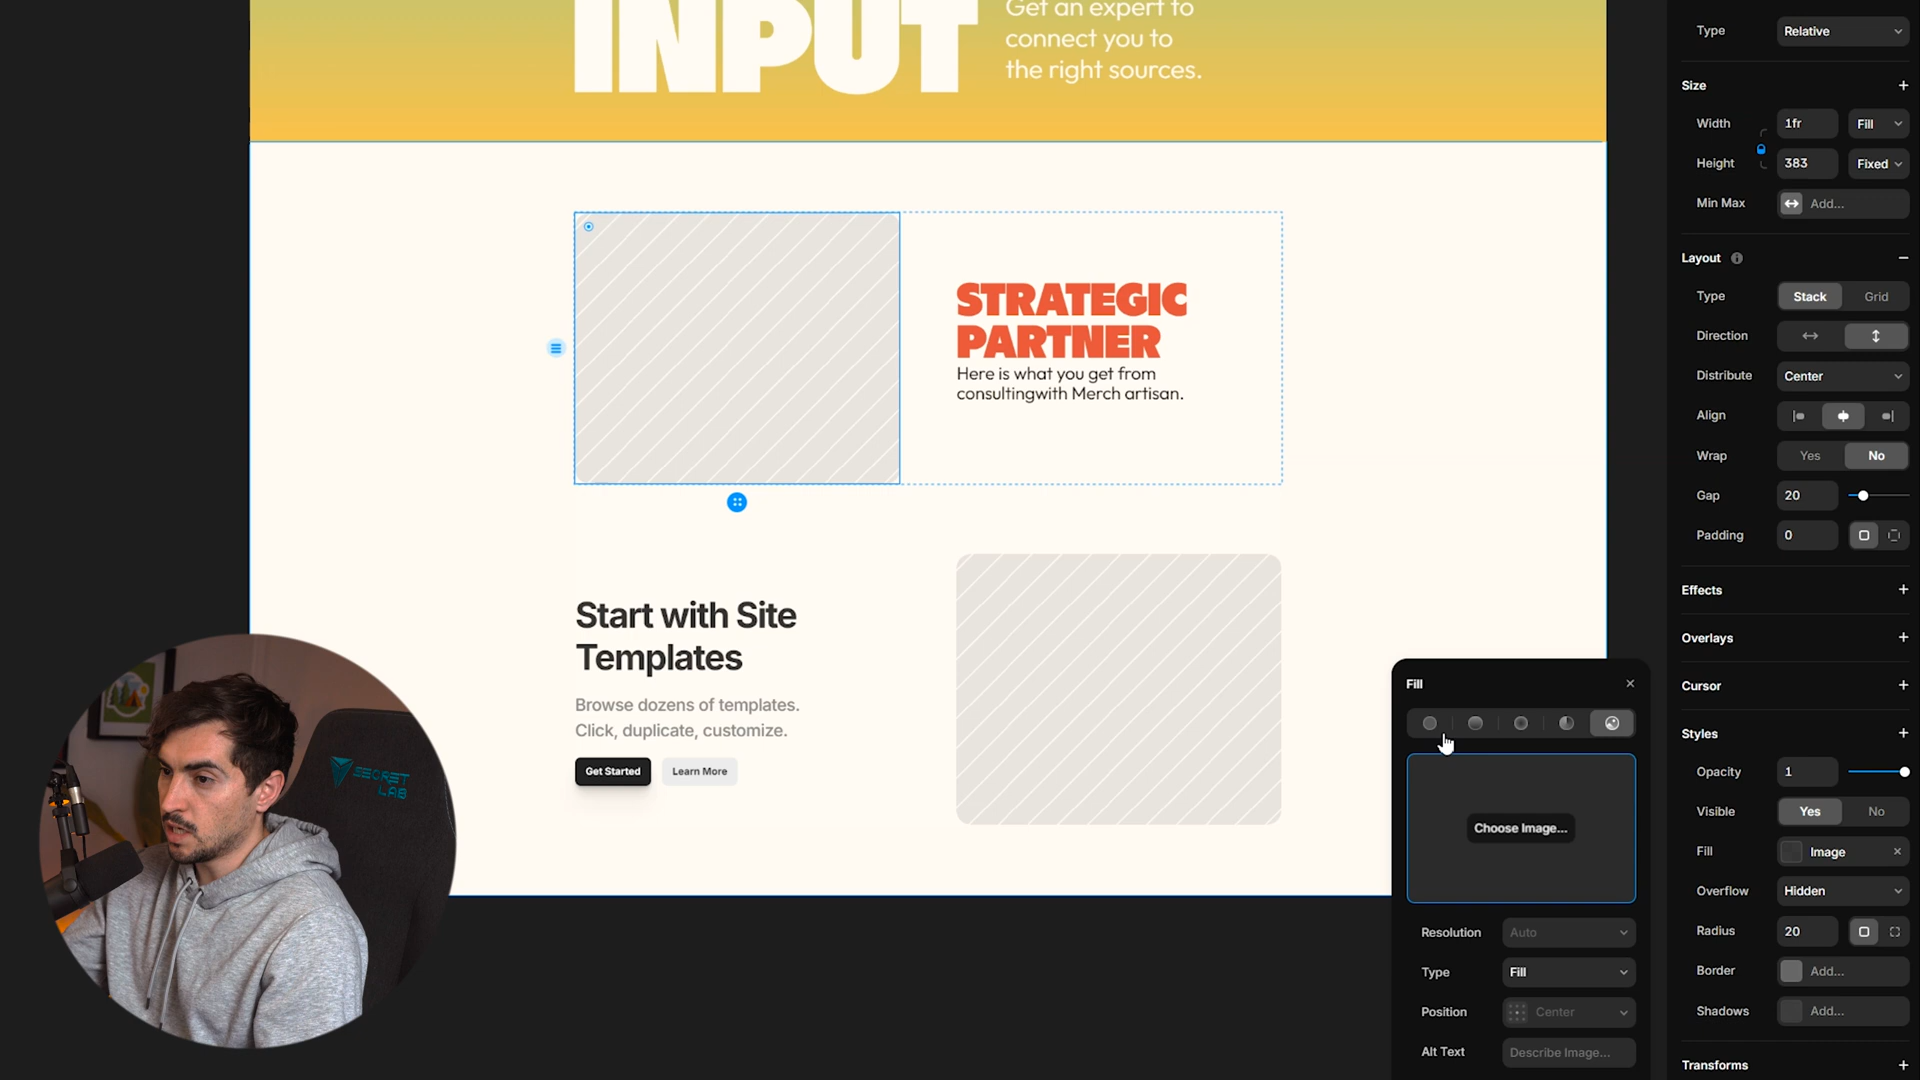 INPUT
Get an expert to
connect you to
the right sources.
STRATEGIC
PARTNER
Here is what you get from
consultingwith Merch artisan.
Start with Site
Templates
Browse dozens of templates.
Click, duplicate, customize.
Get Started
Learn More
SECRET
LAB
Fill
Choose Image...
Resolution
Auto
Type
Fill
Position
Center
Alt Text
Describe Image...
Type
Relative
Size
Width
1fr
Fill
Height
383
Fixed
Min Max
Add...
Layout
Type
Stack
Grid
Direction
Distribute
Center
Align
Wrap
Yes
No
Gap
20
Padding
0
Effects
Overlays
Cursor
Styles
Opacity
1
Visible
Yes
No
Fill
Image
Overflow
Hidden
Radius
20
Border
Add...
Shadows
Add...
Transforms